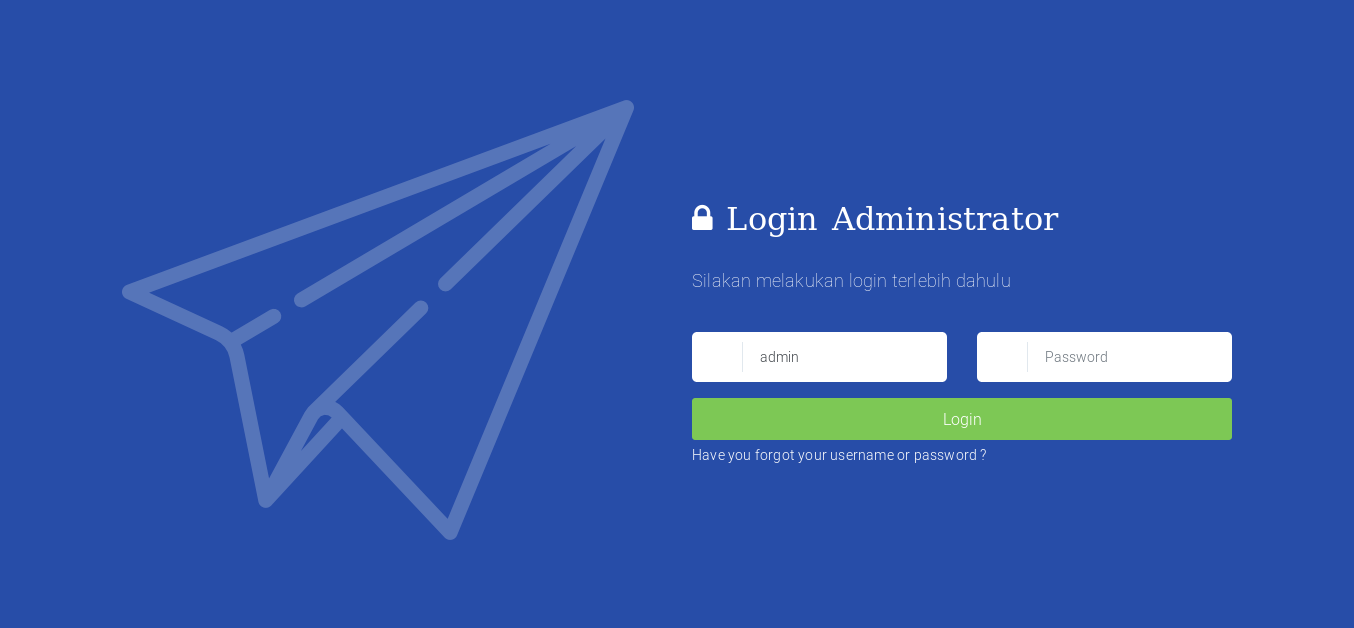 Login Administrator
Silakan melakukan login terlebih dahulu
admin
Password
Login
Have you forgot your username or password ?